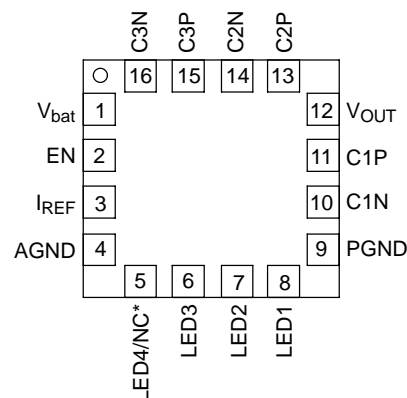 C3N C3P C2N C2P
16 15 14 13
Vbat 1 12 VOUT
EN 2 11 C1P
IREF 3 10 C1N
AGND 4 9 PGND
5 6 7 8
LED4/NC* LED3 LED2 LED1